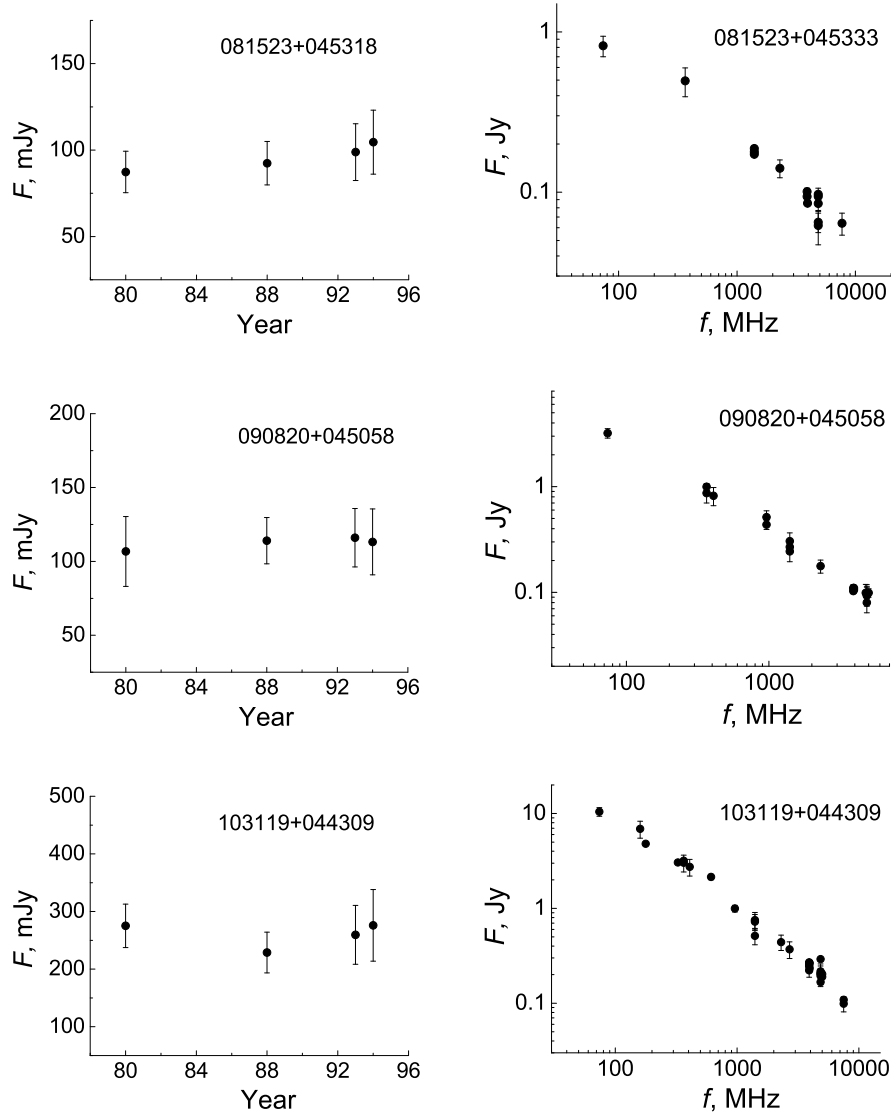 081523+045318
150
100
50
F, mJy
80 84 88 92 96
Year
081523+045333
1
0.1
F, Jy
100 1000 10000
f, MHz
200
150
100
50
F, mJy
090820+045058
80 84 88 92 96
Year
090820+045058
1
0.1
F, Jy
100 1000
f, MHz
500
400
300
200
100
F, mJy
103119+044309
80 84 88 92 96
Year
10
1
0.1
F, Jy
103119+044309
100 1000 10000
f, MHz